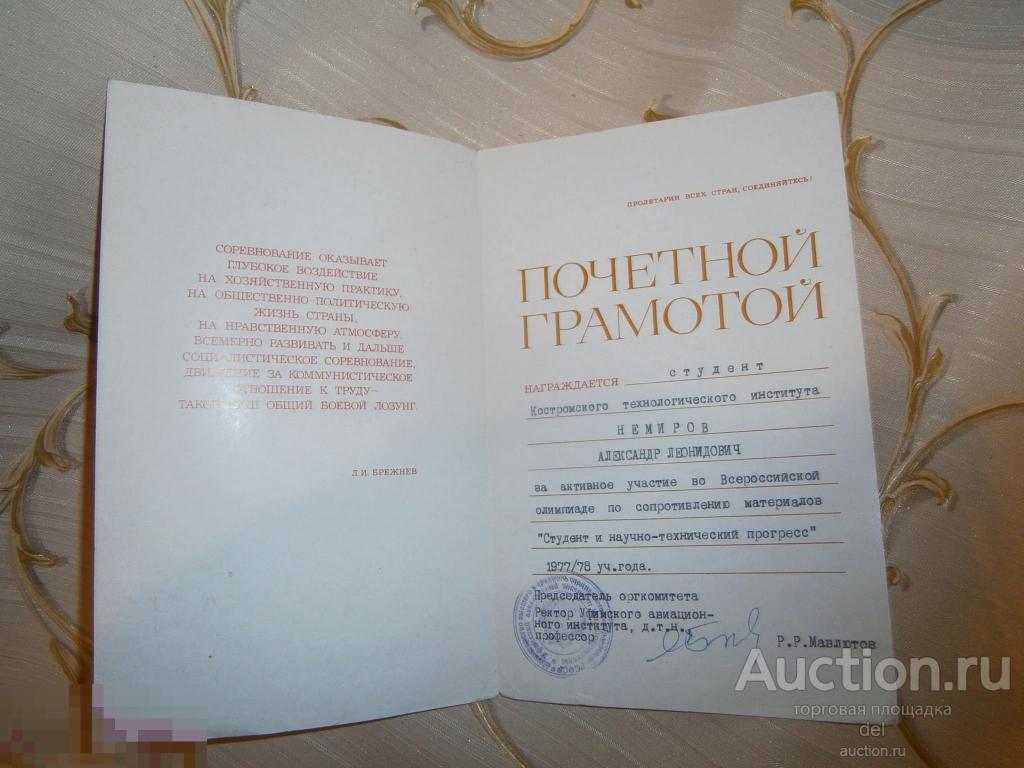 СОРЕВНОВАНИЕ ОКАЗЫВАЕТ
ГЛУБОКОЕ ВОЗДЕЙСТВИЕ
НА ХОЗЯЙСТВЕННУЮ ПРАКТИКУ,
НА ОБЩЕСТВЕННО-ПОЛИТИЧЕСКУЮ
ЖИЗНЬ СТРАНЫ,
НА НРАВСТВЕННУЮ АТМОСФЕРУ.
ВСЕМЕРНО РАЗВИВАТЬ И ДАЛЬШЕ
СОЦИАЛИСТИЧЕСКОЕ СОРЕВНОВАНИЕ,
ДВИЖЕНИЕ ЗА КОММУНИСТИЧЕСКОЕ
ОТНОШЕНИЕ К ТРУДУ—
ТАКОВ НАШ ОБЩИЙ БОЕВОЙ ЛОЗУНГ.
Л.И. БРЕЖНЕВ
ПРОЛЕТАРИИ ВСЕХ СТРАН, СОЕДИНЯЙТЕСЬ!
ПОЧЕТНОЙ
ГРАМОТОЙ
НАГРАЖДАЕТСЯ студент
Костромского технологического института
НЕМИРОВ
АЛЕКСАНДР ЛЕОНИДОВИЧ
за активное участие во Всероссийской
олимпиаде по сопротивлению материалов
"Студент и научно-технический прогресс"
1977/78 уч.года.
Председатель оргкомитета
Ректор Уфимского авиацион-
ного института, д.т.н.,
профессор
Р.Р.Мавлютов
Auction.ru
торговая площадка
del
auction.ru